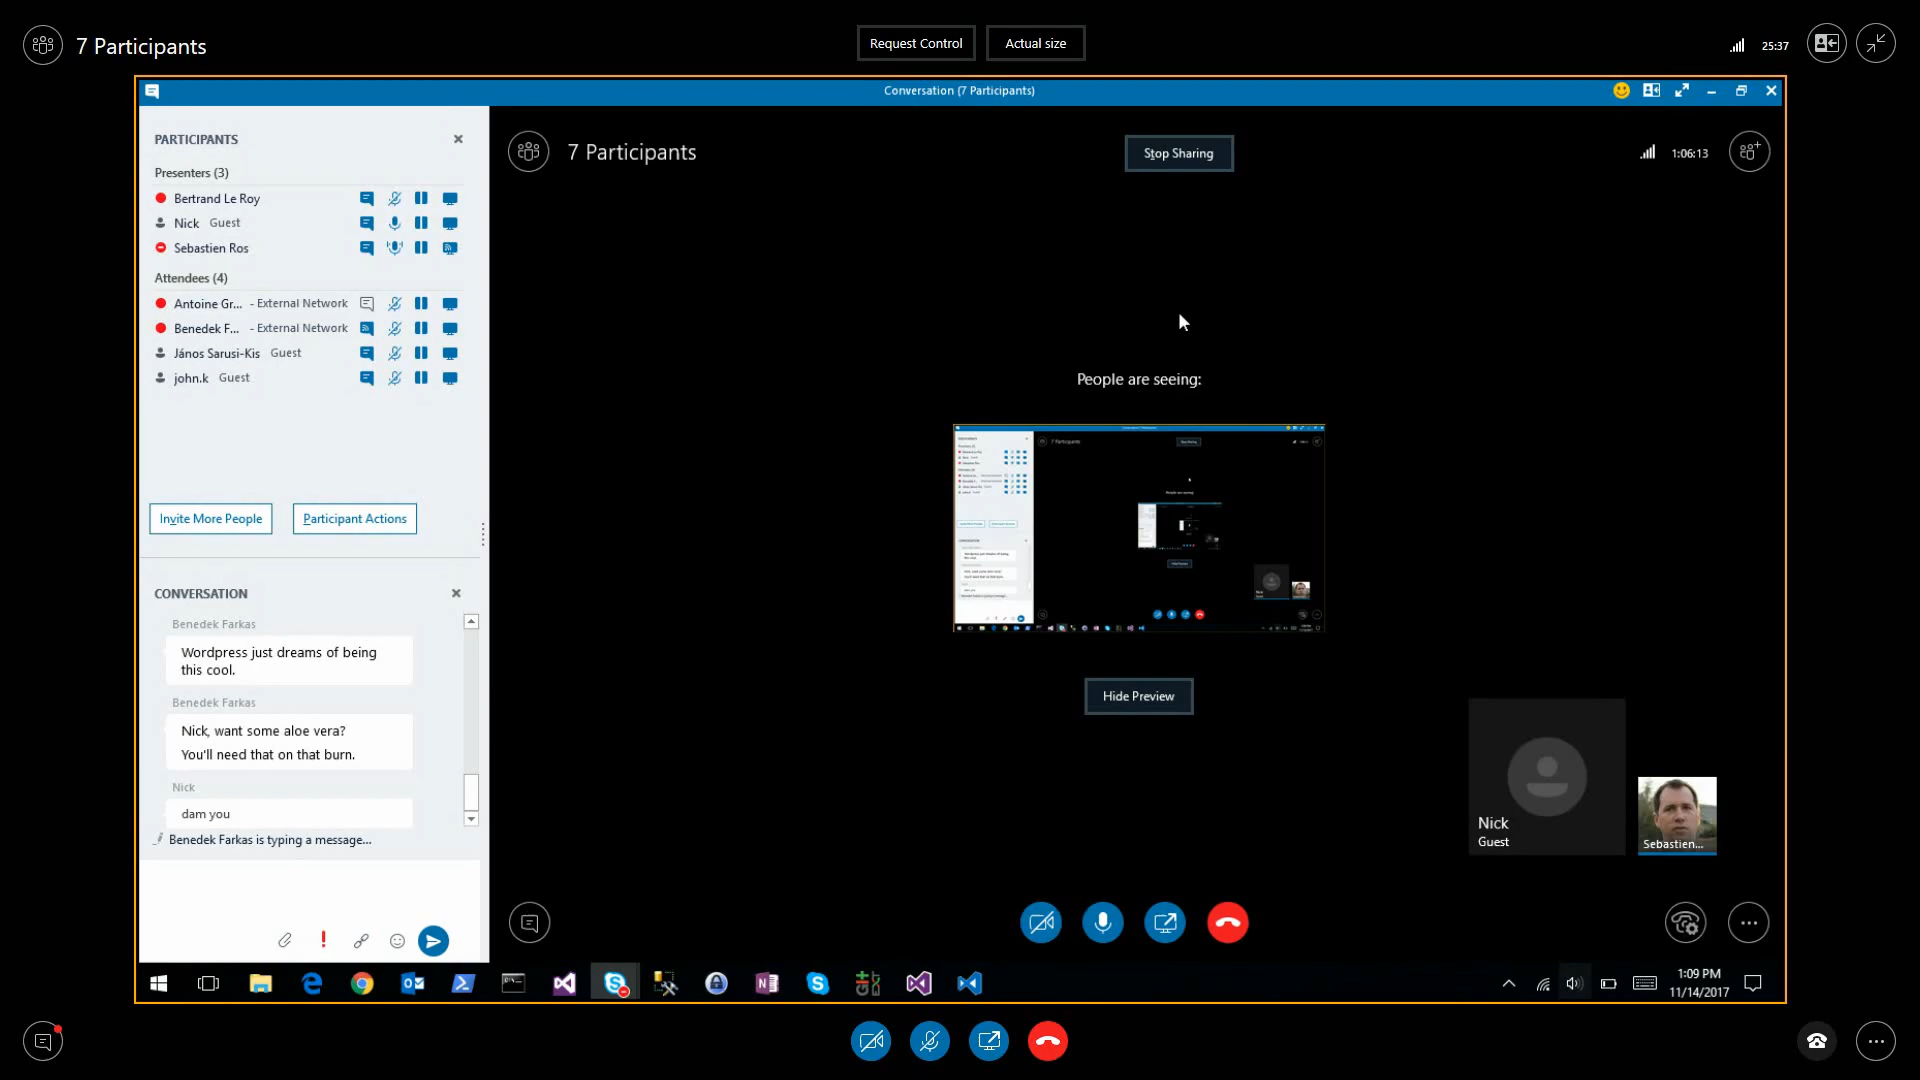 7 Participants
Request Control
Actual size
25:37
Conversation (7 Participants)
PARTICIPANTS
Presenters (3)
Bertrand Le Roy
Nick Guest
Sebastien Ros
Attendees (4)
Antoine Gr... - External Network
Benedek F... - External Network
János Sarusi-Kis Guest
john.k Guest
Invite More People
Participant Actions
CONVERSATION
Benedek Farkas
Wordpress just dreams of being
this cool.
Benedek Farkas
Nick, want some aloe vera?
You'll need that on that burn.
Nick
dam you
Benedek Farkas is typing a message...
7 Participants
Stop Sharing
1:06:13
People are seeing:
7 Participants
Hide Preview
Nick
Guest
Sebastien...
1:09 PM
11/14/2017